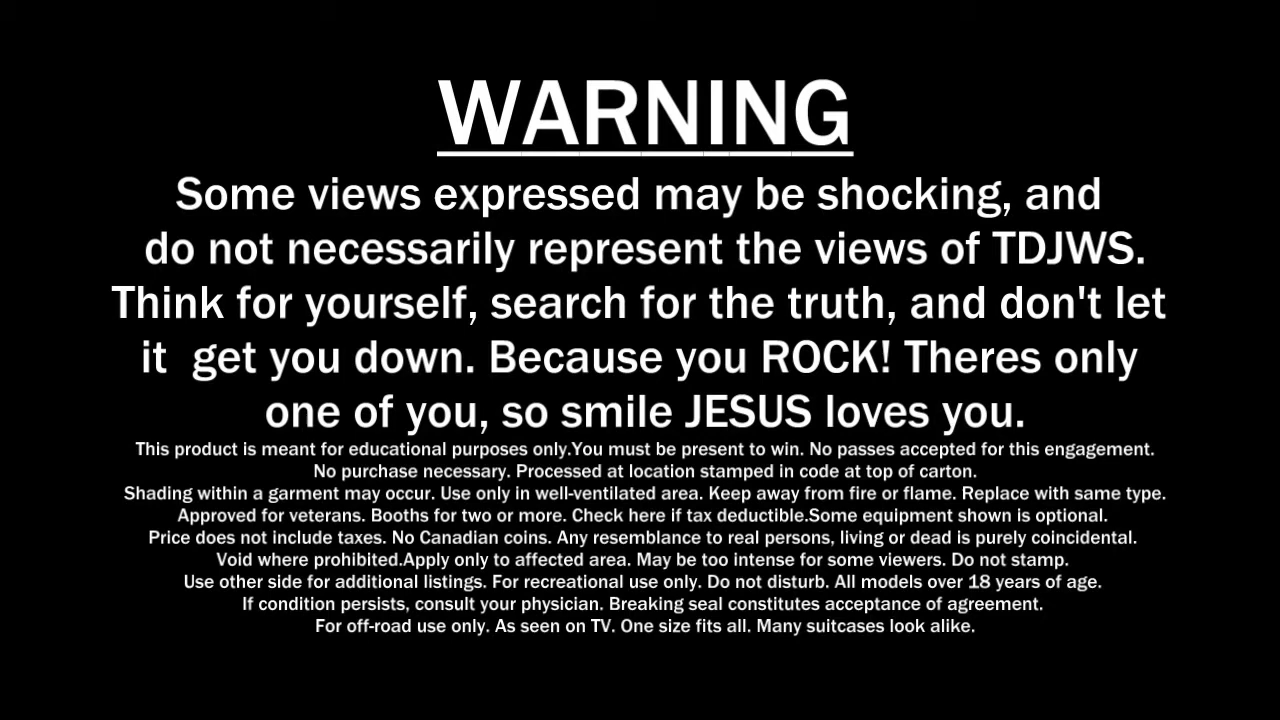 WARNING
Some views expressed may be shocking, and
do not necessarily represent the views of TDJWS.
Think for yourself, search for the truth, and don't let
it  get you down. Because you ROCK! Theres only
one of you, so smile JESUS loves you.
This product is meant for educational purposes only.You must be present to win. No passes accepted for this engagement.
No purchase necessary. Processed at location stamped in code at top of carton.
Shading within a garment may occur. Use only in well-ventilated area. Keep away from fire or flame. Replace with same type.
Approved for veterans. Booths for two or more. Check here if tax deductible.Some equipment shown is optional.
Price does not include taxes. No Canadian coins. Any resemblance to real persons, living or dead is purely coincidental.
Void where prohibited.Apply only to affected area. May be too intense for some viewers. Do not stamp.
Use other side for additional listings. For recreational use only. Do not disturb. All models over 18 years of age.
If condition persists, consult your physician. Breaking seal constitutes acceptance of agreement.
For off-road use only. As seen on TV. One size fits all. Many suitcases look alike.